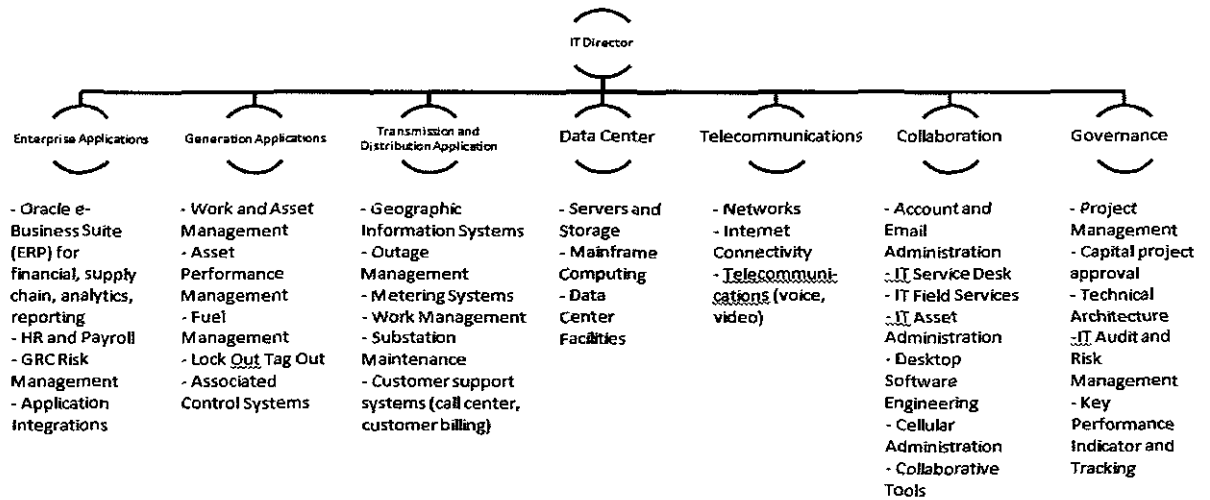 IT Director
Enterprise Applications
- Oracle e-
Business Suite
(ERP) for
financial, supply
chain, analytics,
reporting
- HR and Payroll
- GRC Risk
Management
- Application
Integrations
Generation Applications
- Work and Asset
Management
- Asset
Performance
Management
- Fuel
Management
- Lock Out Tag Out
- Associated
Control Systems
Transmission and
Distribution Application
- Geographic
Information Systems
- Outage
Management
- Metering Systems
- Work Management
- Substation
Maintenance
- Customer support
systems (call center,
customer billing)
Data Center
- Servers and
Storage
- Mainframe
Computing
- Data
Center
Facilities
Telecommunications
- Networks
- Internet
Connectivity
- Telecommuni-
cations (voice,
video)
Collaboration
- Account and
Email
Administration
- IT Service Desk
- IT Field Services
- IT Asset
Administration
- Desktop
Software
Engineering
- Cellular
Administration
- Collaborative
Tools
Governance
- Project
Management
- Capital project
approval
- Technical
Architecture
-IT Audit and
Risk
Management
- Key
Performance
Indicator and
Tracking